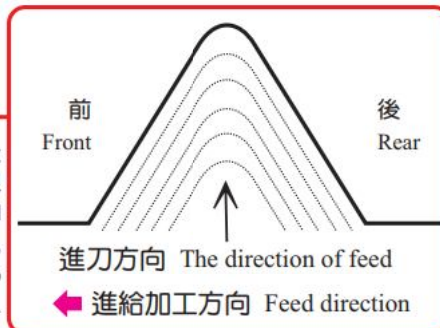 前
Front
後
Rear
進刀方向 The direction of feed
進給加工方向 Feed direction